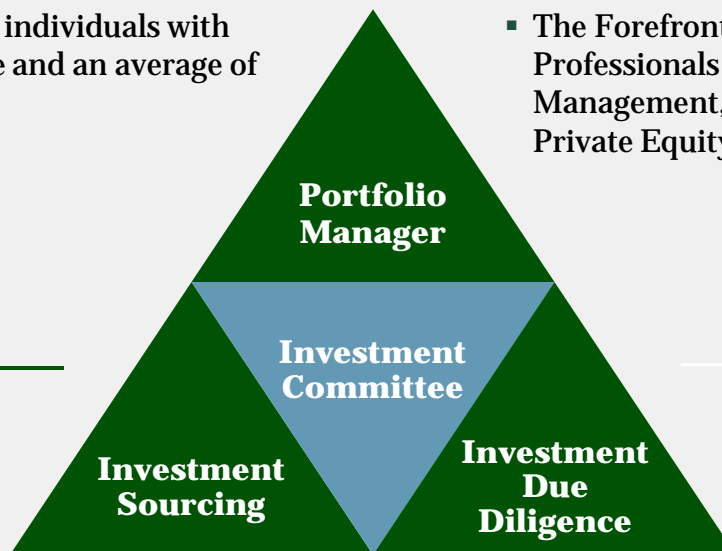 individuals with
and an average of
▪ The Forefront
Professionals
Management,
Private Equity
Portfolio
Manager
Investment
Committee
Investment
Sourcing
Investment
Due
Diligence